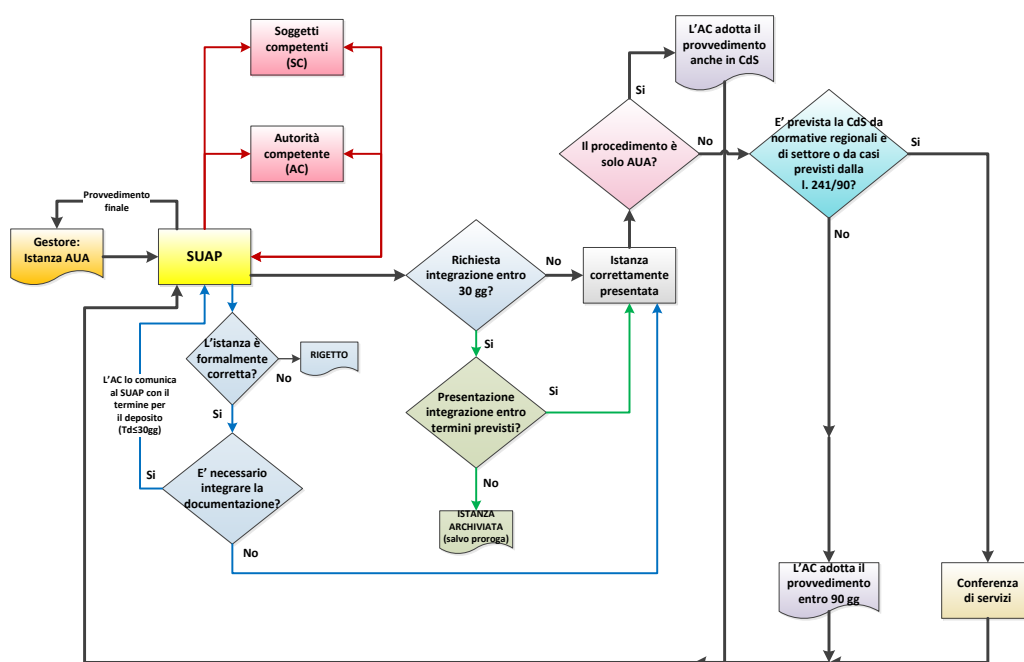 Soggetti
competenti
(SC)
L'AC adotta il
provvedimento
anche in CdS
Si
E' prevista la CdS da
normative regionali e
di settore o da casi
previsti dalla
l. 241/90?
Si
No
Il procedimento è
solo AUA?
No
Autorità
competente
(AC)
Provvedimento
finale
Gestore:
Istanza AUA
SUAP
Richiesta
integrazione entro
30 gg?
No
Istanza
correttamente
presentata
Si
L'istanza è
formalmente
corretta?
No
RIGETTO
Si
L'AC lo comunica
al SUAP con il
termine per
il deposito
(Td≤30gg)
Si
E' necessario
integrare la
documentazione?
No
Presentazione
integrazione entro
termini previsti?
Si
No
ISTANZA
ARCHIVIATA
(salvo proroga)
L'AC adotta il
provvedimento
entro 90 gg
Conferenza
di servizi